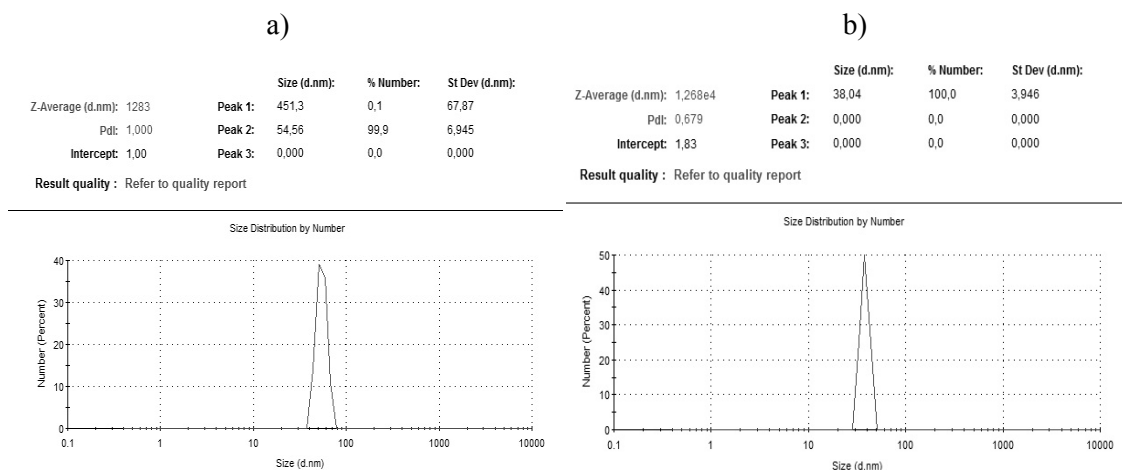 a)
Size (d.nm): % Number: St Dev (d.nm):
Z-Average (d.nm): 1283 Peak 1: 451,3 0,1 67,87
Pdl: 1,000 Peak 2: 54,56 99,9 6,945
Intercept: 1,00 Peak 3: 0,000 0,0 0,000
Result quality : Refer to quality report
Size Distribution by Number
Number (Percent)
40
30
20
10
0
0.1 1 10 100 1000 10000
Size (d.nm)
b)
Size (d.nm): % Number: St Dev (d.nm):
Z-Average (d.nm): 1,268e4 Peak 1: 38,04 100,0 3,946
Pdl: 0,679 Peak 2: 0,000 0,0 0,000
Intercept: 1,83 Peak 3: 0,000 0,0 0,000
Result quality : Refer to quality report
Size Distribution by Number
Number (Percent)
50
40
30
20
10
0
0.1 1 10 100 1000 10000
Size (d.nm)